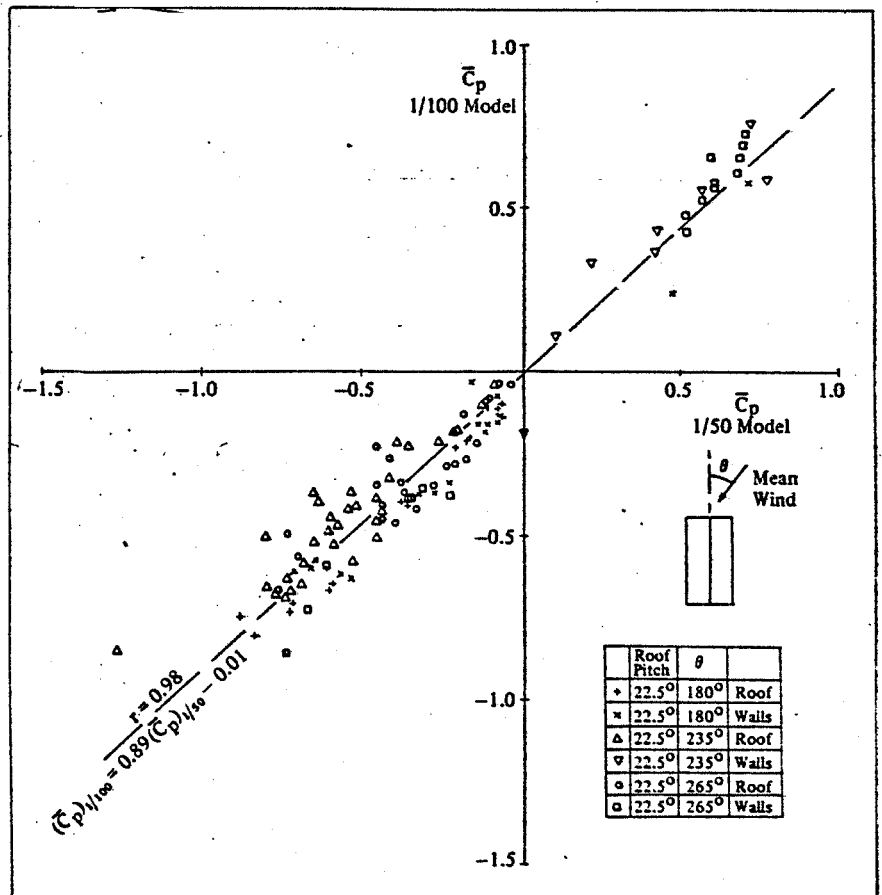 1.0
C̄p
1/100 Model
0.5
-1.5
-1.0
-0.5
0
0.5
1.0
C̄p
1/50 Model
θ
Mean
Wind
-0.5
-1.0
-1.5
r = 0.98
(C̄p)1/100 = 0.89(C̄p)1/50 - 0.01
Roof Pitch θ
+ 22.5° 180° Roof
× 22.5° 180° Walls
△ 22.5° 235° Roof
▽ 22.5° 235° Walls
○ 22.5° 265° Roof
□ 22.5° 265° Walls